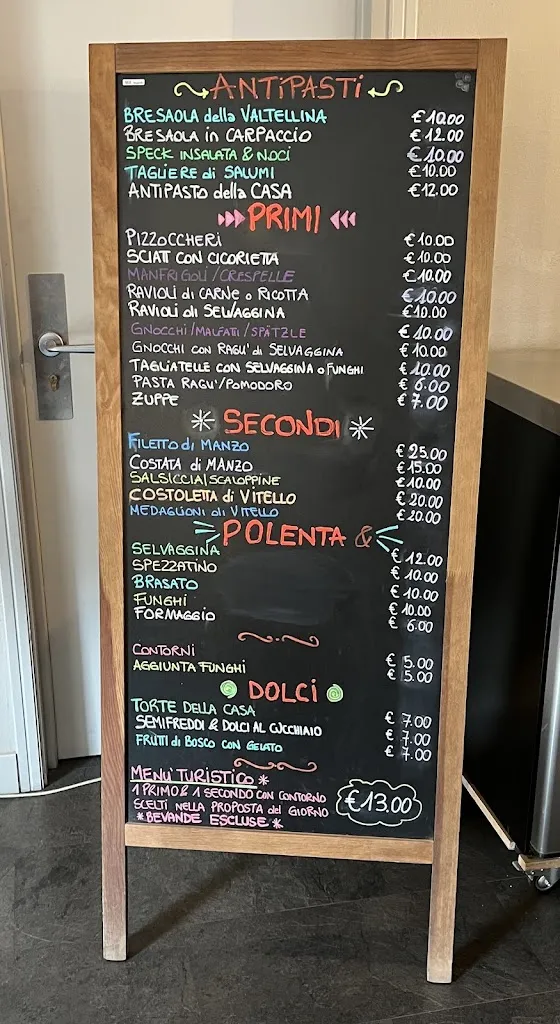 ANTIPASTI
BRESAOLA della VALTELLINA €10.00
BRESAOLA in CARPACCIO €12.00
SPECK INSALATA & NOCI €10.00
TAGLIERE di SALUMI €10.00
ANTIPASTO della CASA €12.00
PRIMI
PIZZOCCHERI €10.00
SCIATT CON CICORIETTA €10.00
MANFRIGOLI/CRESPELLE €10.00
RAVIOLI di CARNE o RICOTTA €10.00
RAVIOLI di SELVAGGINA €10.00
GNOCCHI/MALFATTI/SPÄTZLE €10.00
GNOCCHI CON RAGU' di SELVAGGINA €10.00
TAGLIATELLE CON SELVAGGINA o FUNGHI €10.00
PASTA RAGU'/POMODORO €6.00
ZUPPE €7.00
SECONDI
FILETTO di MANZO €25.00
COSTATA di MANZO €15.00
SALSICCIA/SCALOPPINE €10.00
COSTOLETTA di VITELLO €20.00
MEDAGLIONI di VITELLO €20.00
POLENTA &
SELVAGGINA €12.00
SPEZZATINO €10.00
BRASATO €10.00
FUNGHI €10.00
FORMAGGIO €6.00
CONTORNI €5.00
AGGIUNTA FUNGHI €5.00
DOLCI
TORTE DELLA CASA €7.00
SEMIFREDDI & DOLCI AL CUCCHIAIO €7.00
FRUTTI di BOSCO CON GELATO €7.00
MENU' TURISTICO *
1 PRIMO & 1 SECONDO CON CONTORNO
SCELTI NELLA PROPOSTA del GIORNO
*BEVANDE ESCLUSE*
€13.00